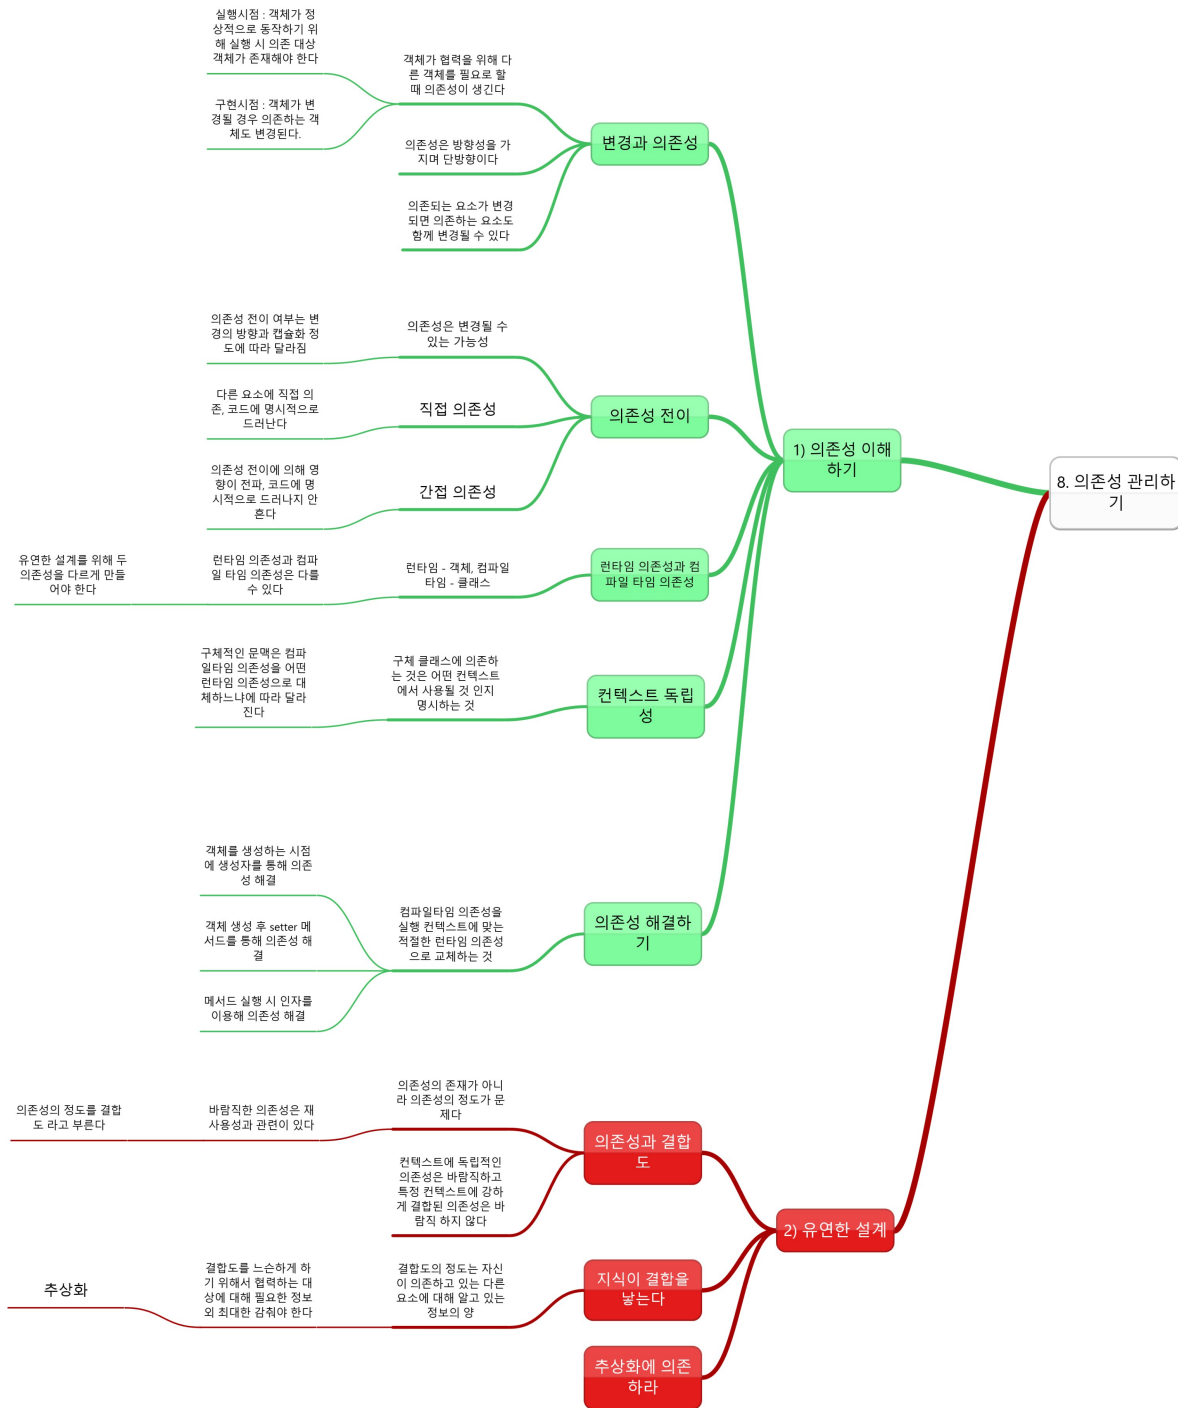 8. 의존성 관리하
기
1) 의존성 이해
하기
변경과 의존성
객체가 협력을 위해 다
른 객체를 필요로 할
때 의존성이 생긴다
실행시점 : 객체가 정
상적으로 동작하기 위
해 실행 시 의존 대상
객체가 존재해야 한다
구현시점 : 객체가 변
경될 경우 의존하는 객
체도 변경된다.
의존성은 방향성을 가
지며 단방향이다
의존되는 요소가 변경
되면 의존하는 요소도
함께 변경될 수 있다
의존성 전이
의존성은 변경될 수
있는 가능성
의존성 전이 여부는 변
경의 방향과 캡슐화 정
도에 따라 달라짐
직접 의존성
다른 요소에 직접 의
존, 코드에 명시적으로
드러난다
간접 의존성
의존성 전이에 의해 영
향이 전파, 코드에 명
시적으로 드러나지 안
흔다
런타임 의존성과 컴
파일 타임 의존성
런타임 - 객체, 컴파일
타임 - 클래스
런타임 의존성과 컴파
일 타임 의존성은 다를
수 있다
유연한 설계를 위해 두
의존성을 다르게 만들
어야 한다
컨텍스트 독립
성
구체 클래스에 의존하
는 것은 어떤 컨텍스트
에서 사용될 것 인지
명시하는 것
구체적인 문맥은 컴파
일타임 의존성을 어떤
런타임 의존성으로 대
체하느냐에 따라 달라
진다
의존성 해결하
기
컴파일타임 의존성을
실행 컨텍스트에 맞는
적절한 런타임 의존성
으로 교체하는 것
객체를 생성하는 시점
에 생성자를 통해 의존
성 해결
객체 생성 후 setter 메
서드를 통해 의존성 해
결
메서드 실행 시 인자를
이용해 의존성 해결
2) 유연한 설계
의존성과 결합
도
의존성의 존재가 아니
라 의존성의 정도가 문
제다
바람직한 의존성은 재
사용성과 관련이 있다
의존성의 정도를 결합
도 라고 부른다
컨텍스트에 독립적인
의존성은 바람직하고
특정 컨텍스트에 강하
게 결합된 의존성은 바
람직 하지 않다
지식이 결합을
낳는다
결합도의 정도는 자신
이 의존하고 있는 다른
요소에 대해 알고 있는
정보의 양
결합도를 느슨하게 하
기 위해서 협력하는 대
상에 대해 필요한 정보
외 최대한 감춰야 한다
추상화
추상화에 의존
하라